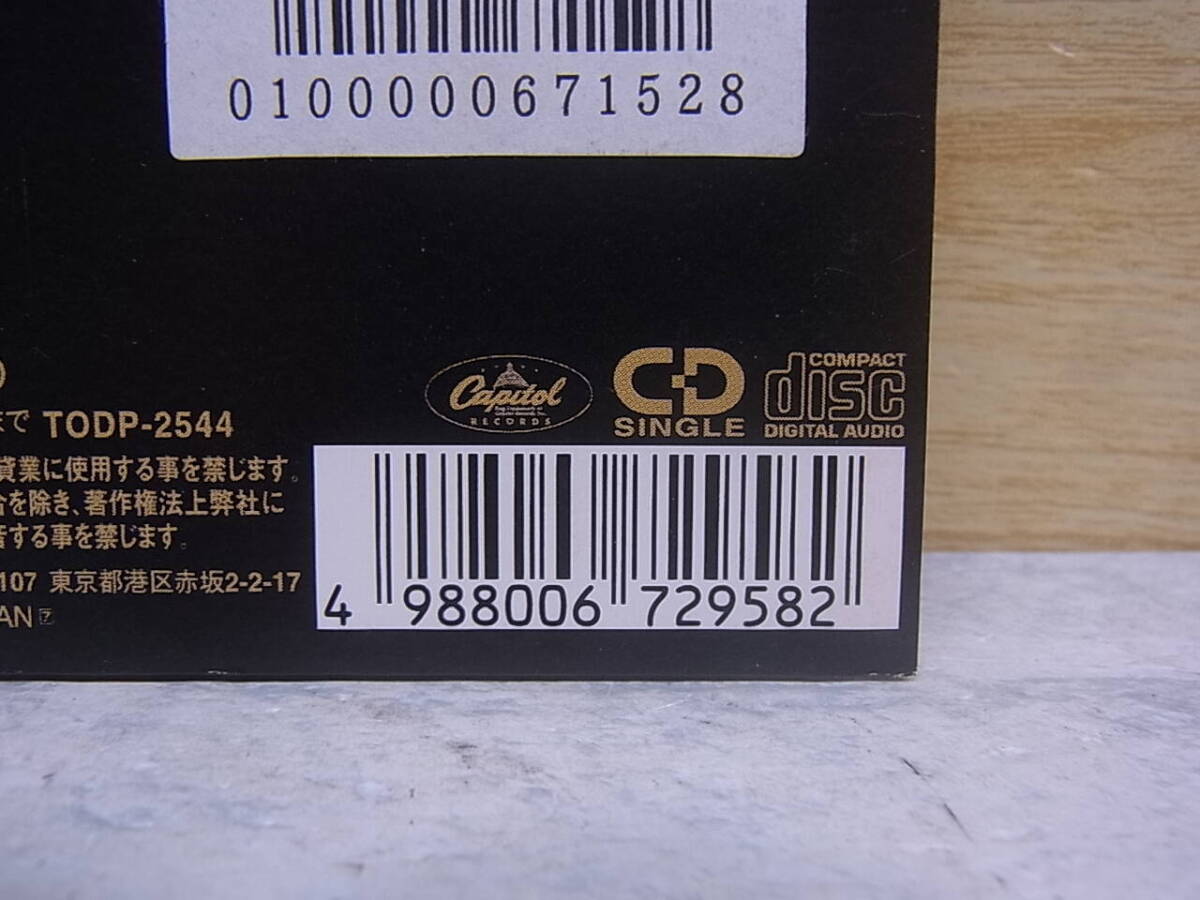 0100000671528
Capitol
RECORDS
CD
SINGLE
COMPACT
disc
DIGITAL AUDIO
まで TODP-2544
貸業に使用する事を禁じます。
合を除き、著作権法上弊社に
音する事を禁じます。
107 東京都港区赤坂2-2-17
AN
4 988006 729582